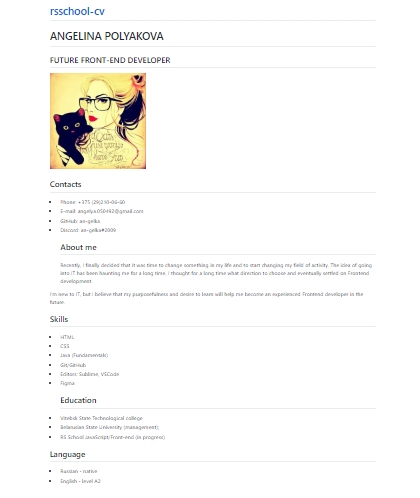 rsschool-cv
ANGELINA POLYAKOVA
FUTURE FRONT-END DEVELOPER
Contacts
Phone: +375 (29)210-06-60
E-mail: angelya030492@gmail.com
GitHub: an-gelka
Discord: an-gelka#2009
About me
Recently, I finally decided that it was time to change something in my life and to start changing my field of activity. The idea of going
into IT has been haunting me for a long time. I thought for a long time what direction to choose and eventually settled on Frontend
development.
I'm new to IT, but I believe that my purposefulness and desire to learn will help me become an experienced Frontend developer in the
future.
Skills
HTML
CSS
Java (Fundamentals)
Git/GitHub
Editors: Sublime, VSCode
Figma
Education
Vitebsk State Technological college
Belarusian State University (management)
RS School JavaScript/Front-end (in progress)
Language
Russian - native
English - level A2